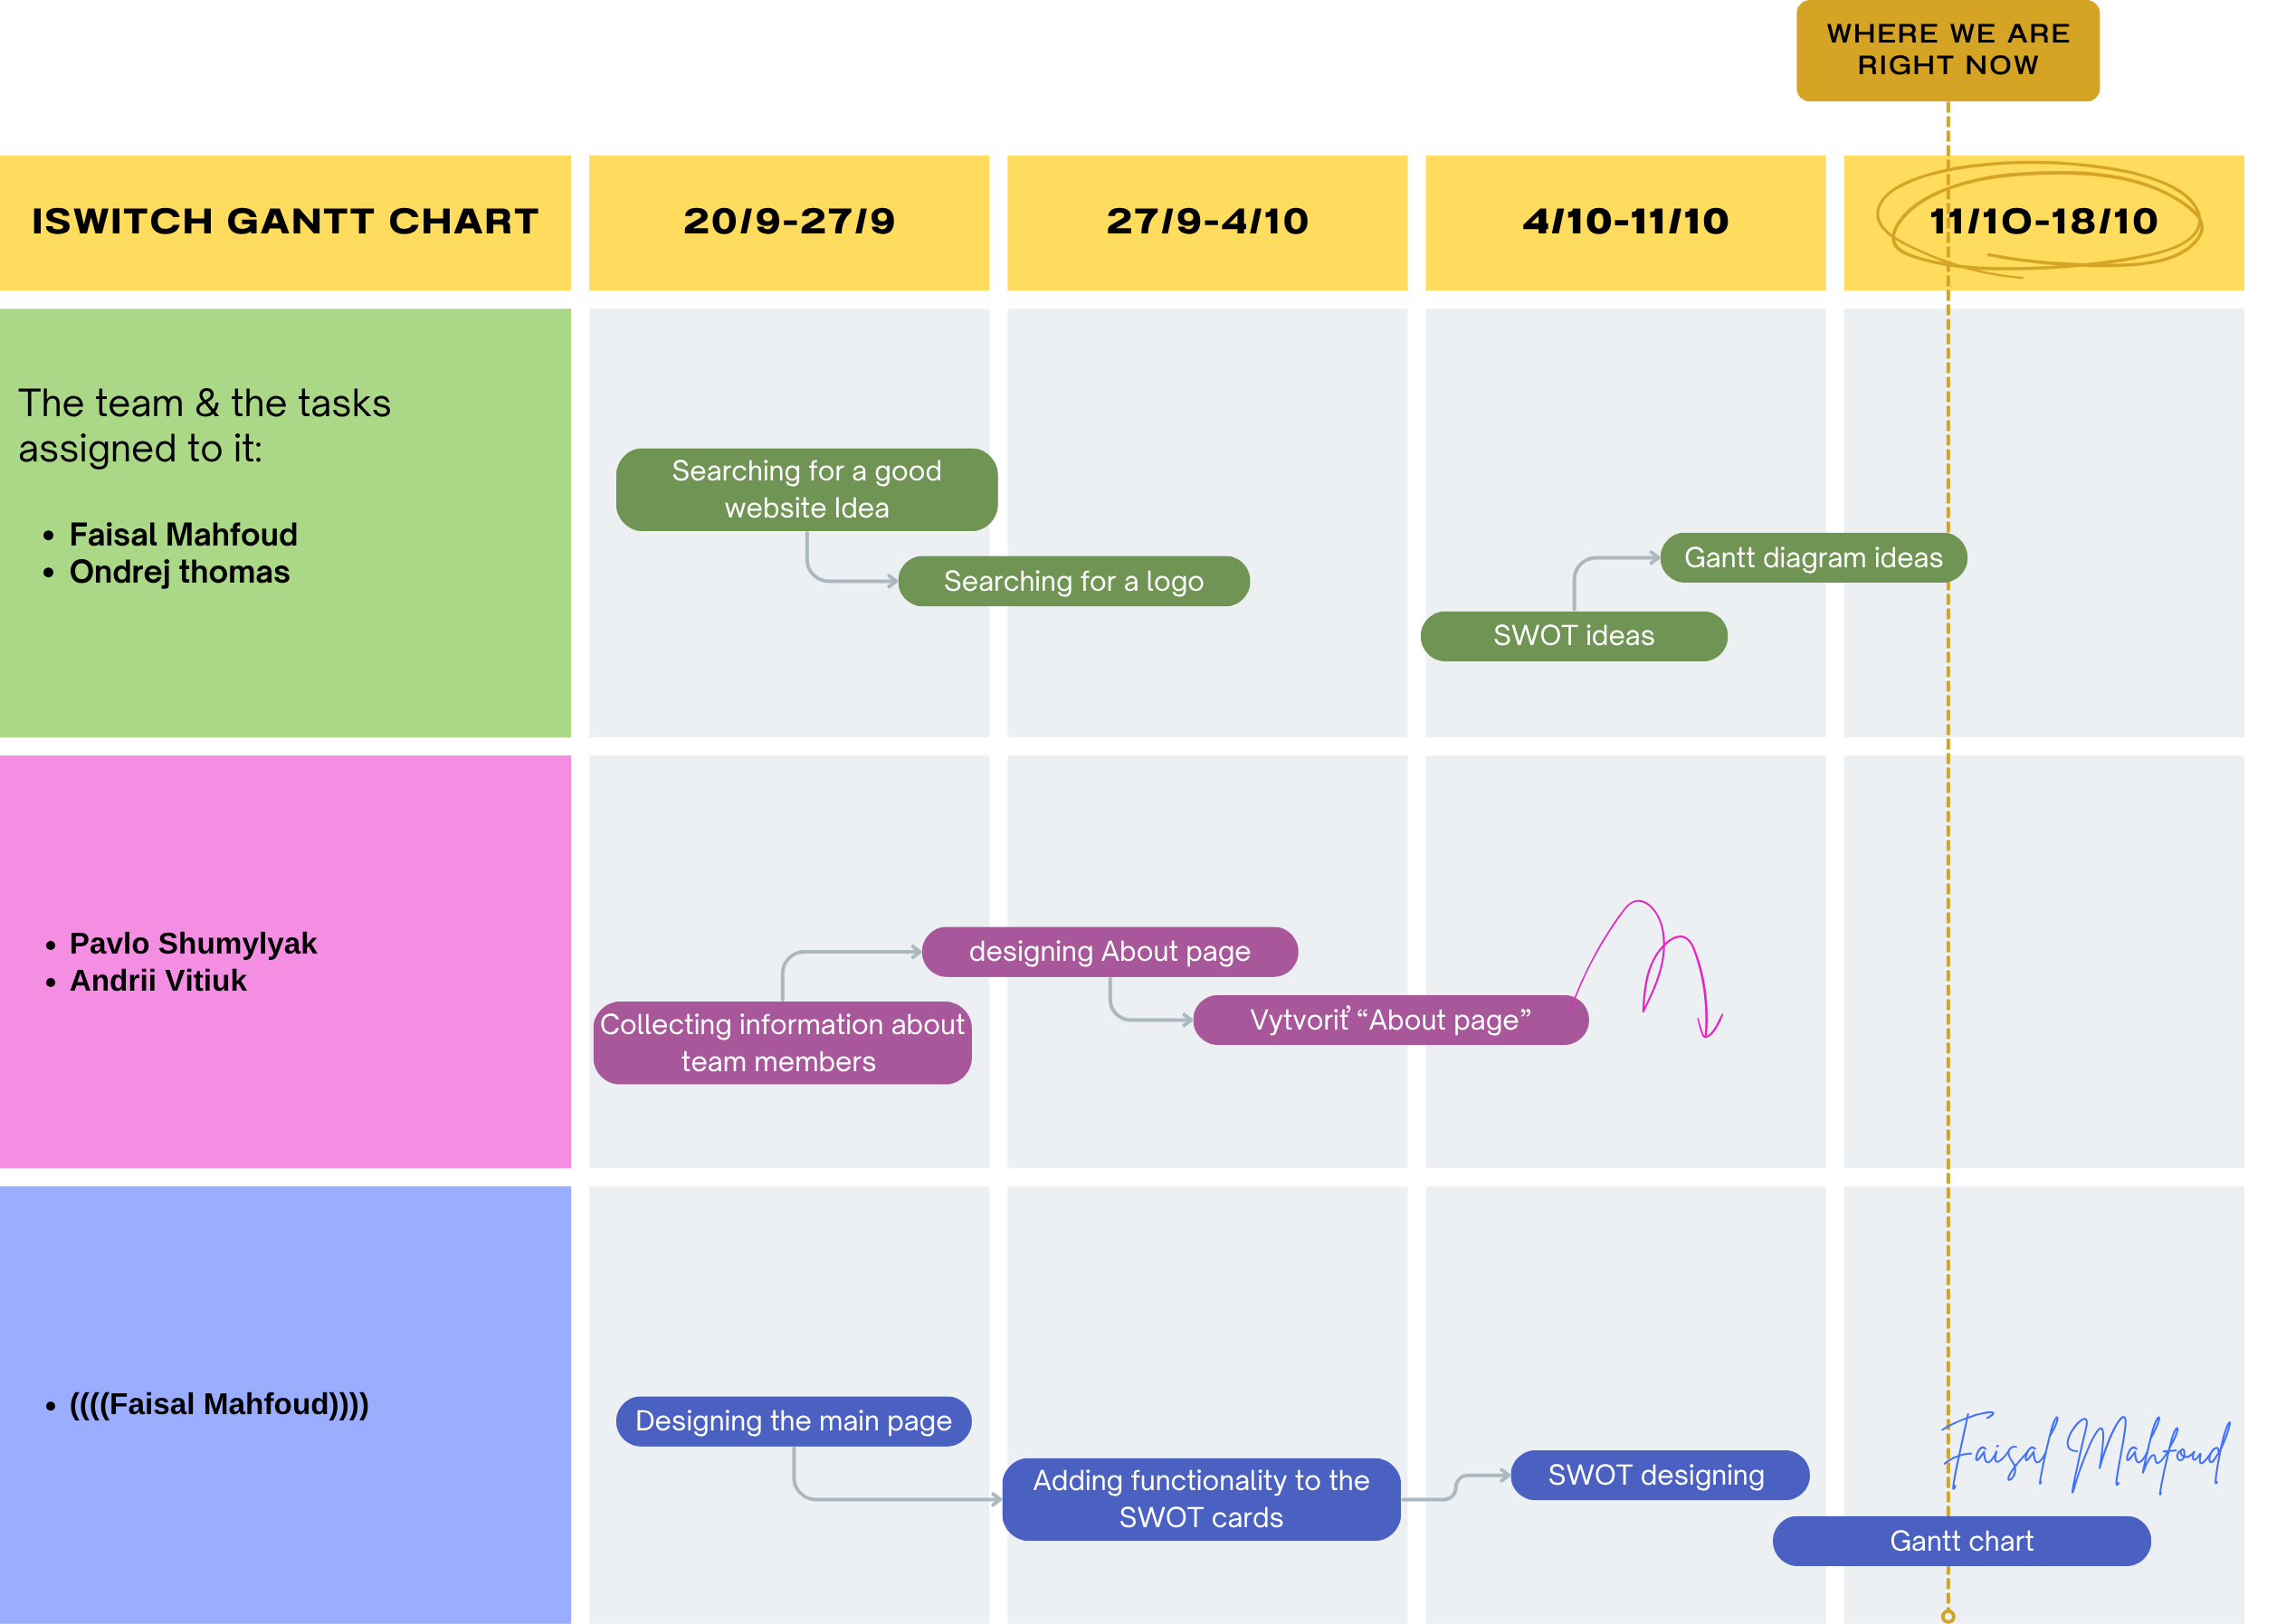 WHERE WE ARE
RIGHT NOW
ISWITCH GANTT CHART
20/9-27/9
27/9-4/10
4/10-11/10
11/10-18/10
The team & the tasks
assigned to it:
Faisal Mahfoud
Ondrej thomas
Searching for a good
website Idea
Searching for a logo
Gantt diagram ideas
SWOT ideas
Pavlo Shumylyak
Andrii Vitiuk
designing About page
Collecting information about
team members
Vytvoriť “About page”
((((Faisal Mahfoud))))
Designing the main page
Adding functionality to the
SWOT cards
SWOT designing
Faisal Mahfoud
Gantt chart